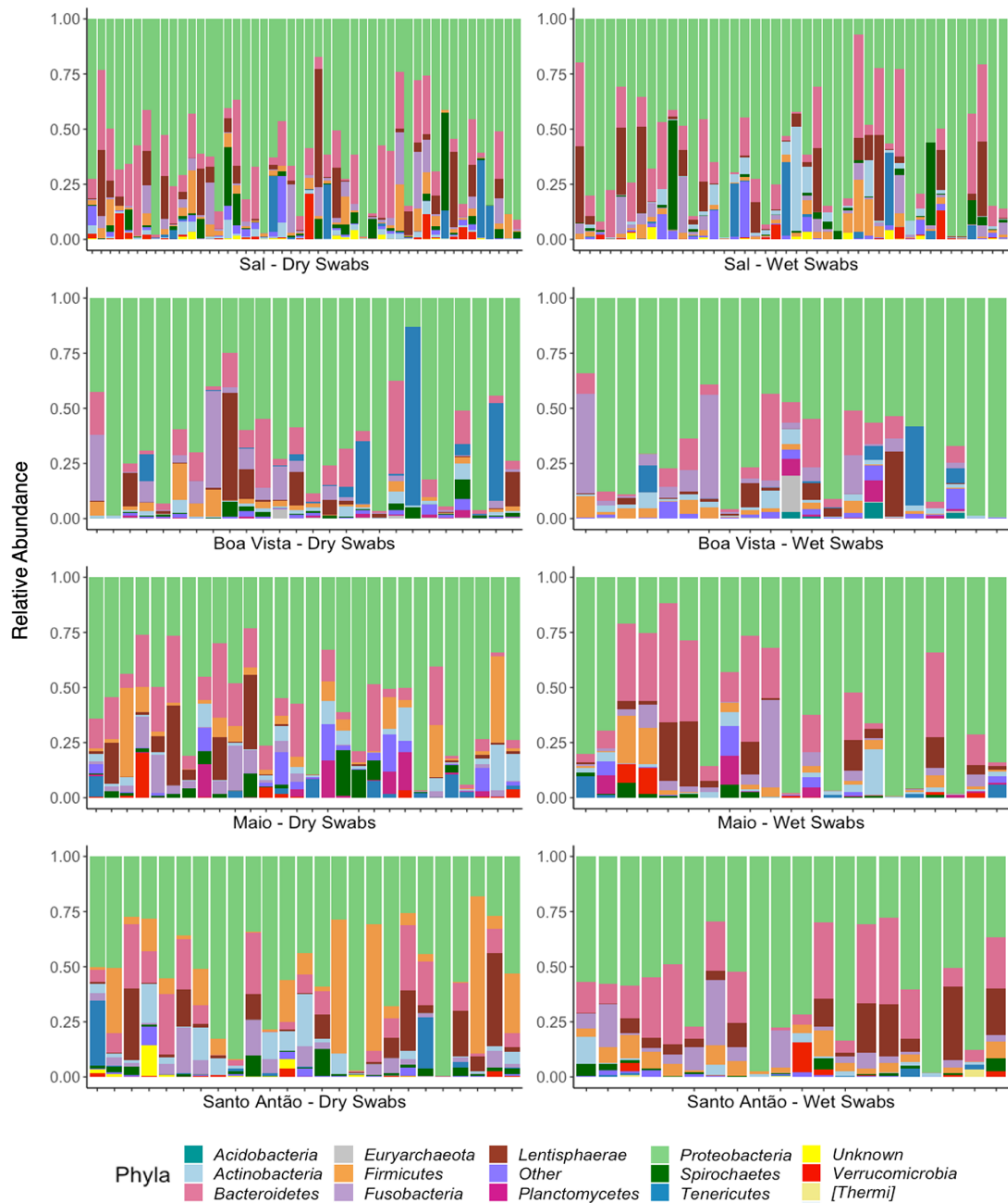 1.00
0.75
0.50
0.25
0.00
Sal - Dry Swabs
1.00
0.75
0.50
0.25
0.00
Sal - Wet Swabs
1.00
0.75
0.50
0.25
0.00
Boa Vista - Dry Swabs
1.00
0.75
0.50
0.25
0.00
Boa Vista - Wet Swabs
Relative Abundance
1.00
0.75
0.50
0.25
0.00
Maio - Dry Swabs
1.00
0.75
0.50
0.25
0.00
Maio - Wet Swabs
1.00
0.75
0.50
0.25
0.00
Santo Antão - Dry Swabs
1.00
0.75
0.50
0.25
0.00
Santo Antão - Wet Swabs
Phyla
Acidobacteria
Actinobacteria
Bacteroidetes
Euryarchaeota
Firmicutes
Fusobacteria
Lentisphaerae
Other
Planctomycetes
Proteobacteria
Spirochaetes
Tenericutes
Unknown
Verrucomicrobia
[Thermi]